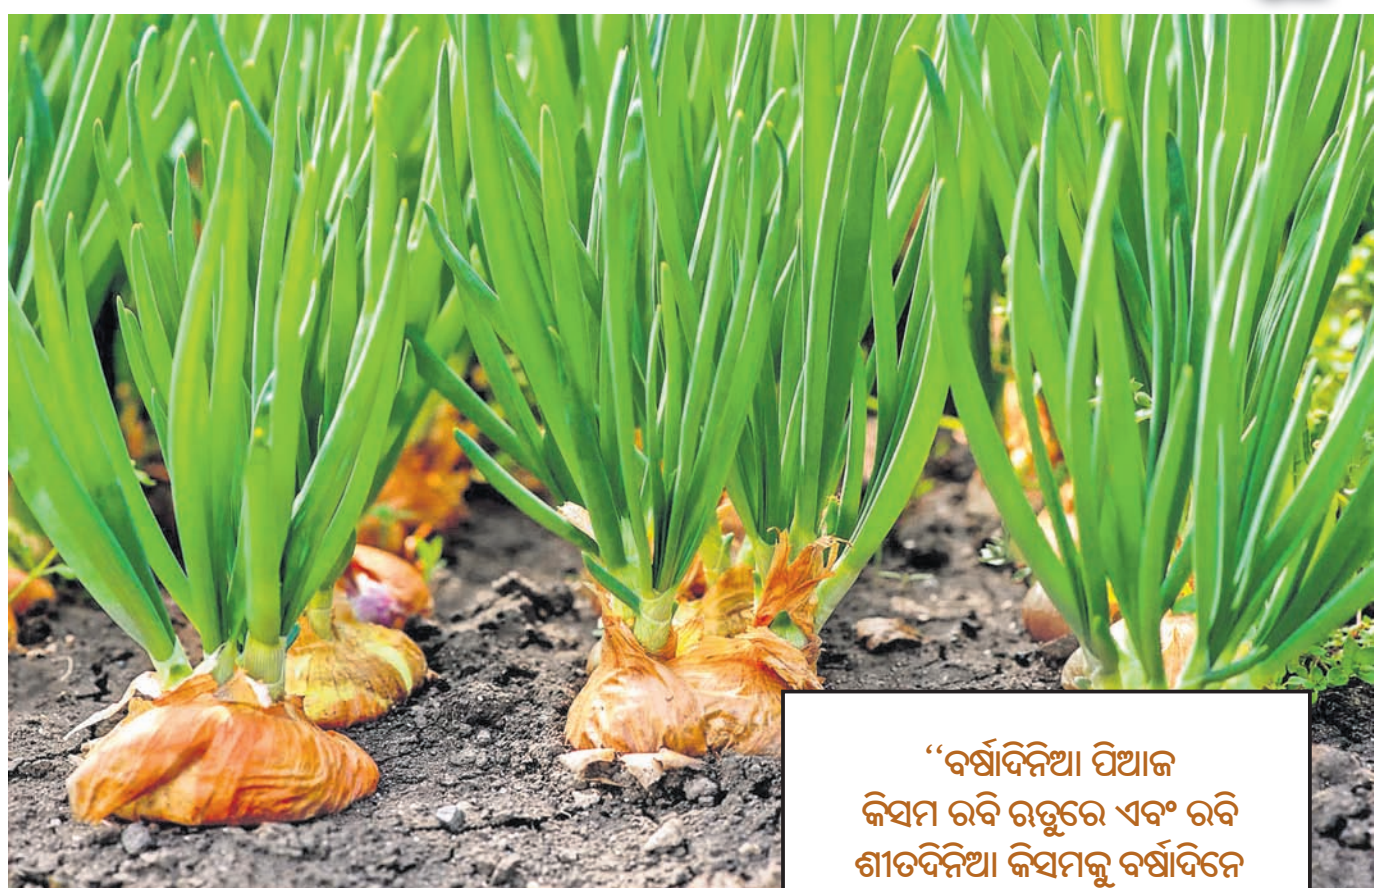 ‘‘ବର୍ଷାଦିନିଆ ପିଆଜ
କିସମ ରବି ଋତୁରେ ଏବଂ ରବି
ଶୀତଦିନିଆ କିସମକୁ ବର୍ଷାଦିନେ